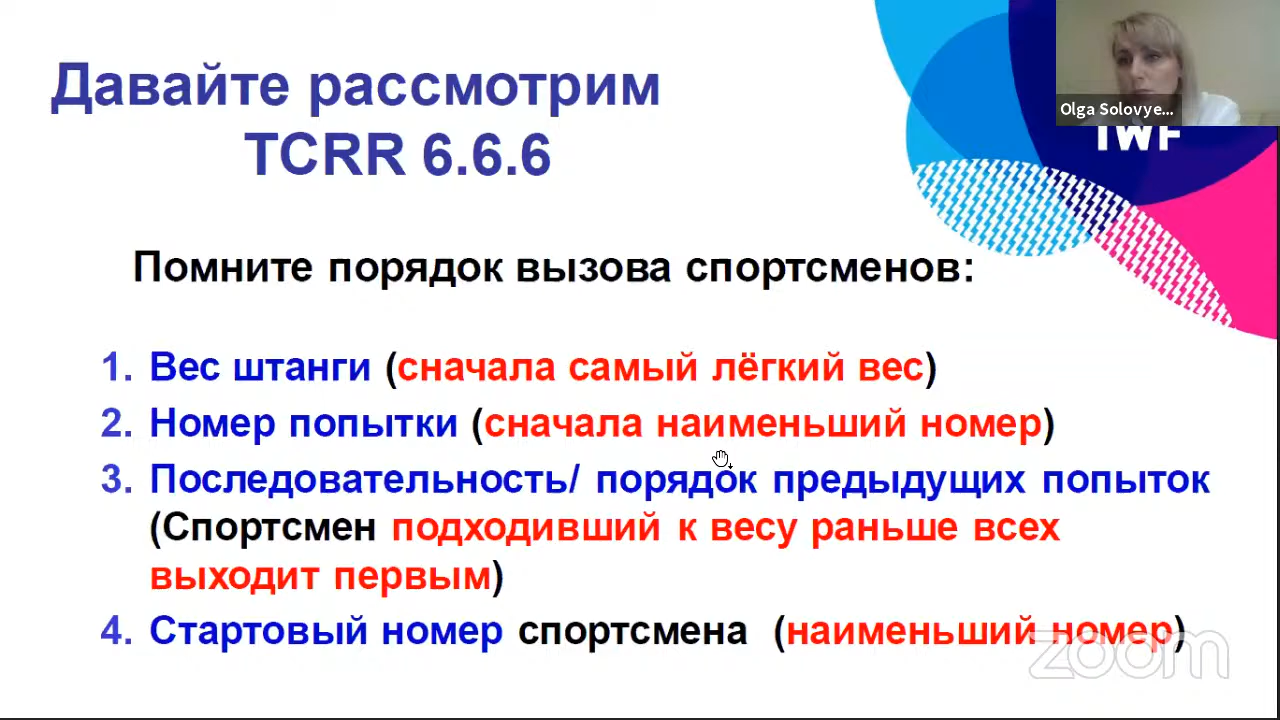 Давайте рассмотрим
TCRR 6.6.6
Olga Solovye...
IWF
Помните порядок вызова спортсменов:
1. Вес штанги (сначала самый лёгкий вес)
2. Номер попытки (сначала наименьший номер)
3. Последовательность/ порядок предыдущих попыток
(Спортсмен подходивший к весу раньше всех
выходит первым)
4. Стартовый номер спортсмена (наименьший номер)
zoom